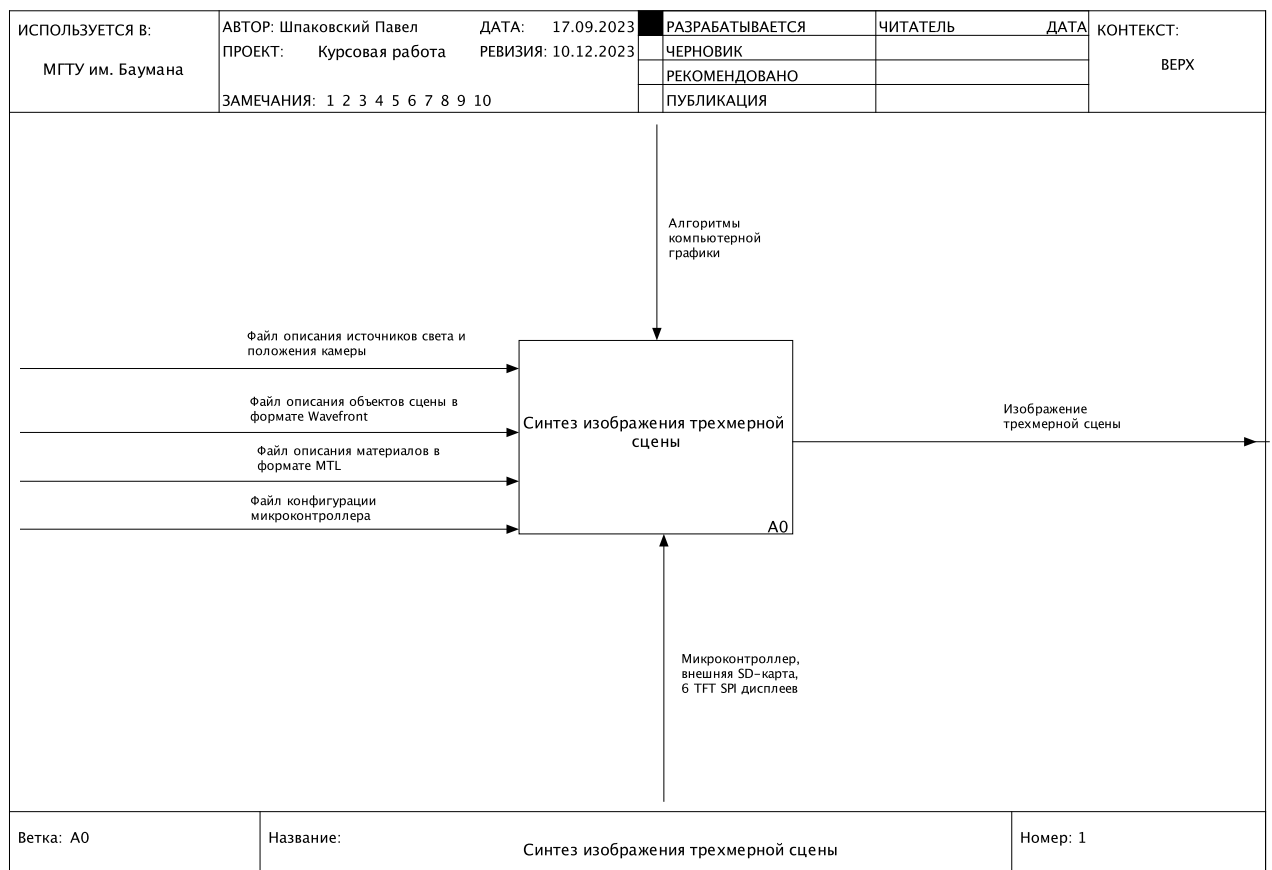 ИСПОЛЬЗУЕТСЯ В:
МГТУ им. Баумана
АВТОР: Шпаковский Павел ДАТА: 17.09.2023
ПРОЕКТ: Курсовая работа РЕВИЗИЯ: 10.12.2023
ЗАМЕЧАНИЯ: 1 2 3 4 5 6 7 8 9 10
РАЗРАБАТЫВАЕТСЯ
ЧЕРНОВИК
РЕКОМЕНДОВАНО
ПУБЛИКАЦИЯ
ЧИТАТЕЛЬ ДАТА
КОНТЕКСТ:
ВЕРХ
Алгоритмы
компьютерной
графики
Файл описания источников света и
положения камеры
Файл описания объектов сцены в
формате Wavefront
Файл описания материалов в
формате MTL
Файл конфигурации
микроконтроллера
Синтез изображения трехмерной
сцены
A0
Изображение
трехмерной сцены
Микроконтроллер,
внешняя SD-карта,
6 TFT SPI дисплеев
Ветка: A0
Название:
Синтез изображения трехмерной сцены
Номер: 1